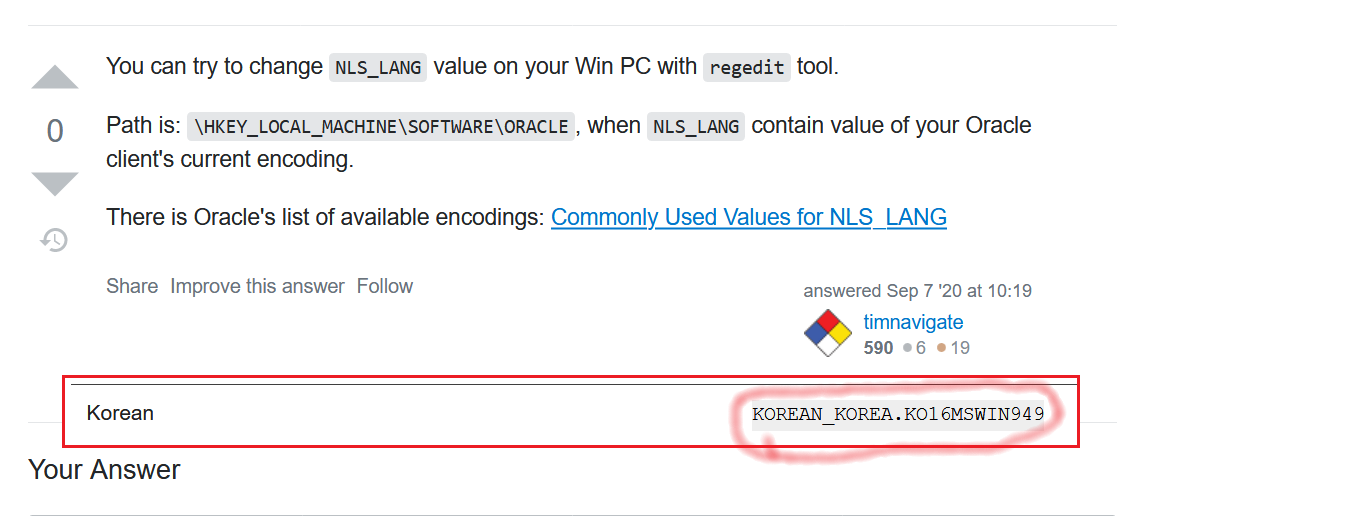 You can try to change NLS_LANG value on your Win PC with regedit tool.
0
Path is: \HKEY_LOCAL_MACHINE\SOFTWARE\ORACLE, when NLS_LANG contain value of your Oracle
client's current encoding.
There is Oracle's list of available encodings: Commonly Used Values for NLS_LANG
Share Improve this answer Follow
answered Sep 7 '20 at 10:19
timnavigate
590 6 19
Korean KOREAN_KOREA.KO16MSWIN949
Your Answer